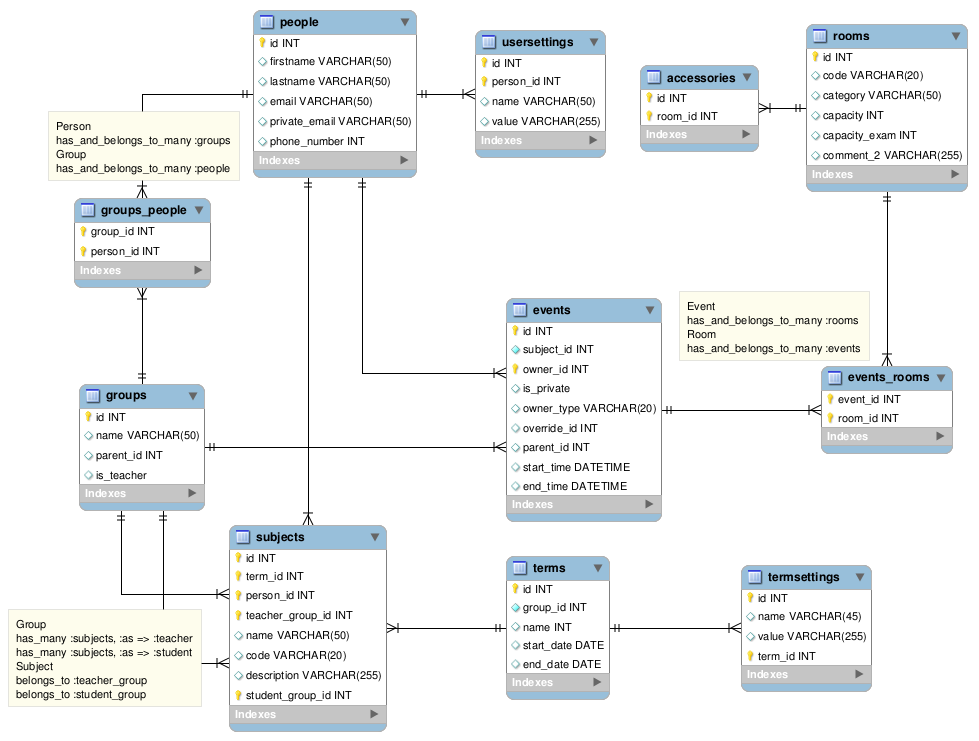 people
id INT
firstname VARCHAR(50)
lastname VARCHAR(50)
email VARCHAR(50)
private_email VARCHAR(50)
phone_number INT
Indexes
usersettings
id INT
person_id INT
name VARCHAR(50)
value VARCHAR(255)
Indexes
accessories
id INT
room_id INT
Indexes
rooms
id INT
code VARCHAR(20)
category VARCHAR(50)
capacity INT
capacity_exam INT
comment_2 VARCHAR(255)
Indexes
Person
has_and_belongs_to_many :groups
Group
has_and_belongs_to_many :people
groups_people
group_id INT
person_id INT
Indexes
events
id INT
subject_id INT
owner_id INT
is_private
owner_type VARCHAR(20)
override_id INT
parent_id INT
start_time DATETIME
end_time DATETIME
Indexes
Event
has_and_belongs_to_many :rooms
Room
has_and_belongs_to_many :events
events_rooms
event_id INT
room_id INT
Indexes
groups
id INT
name VARCHAR(50)
parent_id INT
is_teacher
Indexes
subjects
id INT
term_id INT
person_id INT
teacher_group_id INT
name VARCHAR(50)
code VARCHAR(20)
description VARCHAR(255)
student_group_id INT
Indexes
Group
has_many :subjects, :as => :teacher
has_many :subjects, :as => :student
Subject
belongs_to :teacher_group
belongs_to :student_group
terms
id INT
group_id INT
name INT
start_date DATE
end_date DATE
Indexes
termsettings
id INT
name VARCHAR(45)
value VARCHAR(255)
term_id INT
Indexes